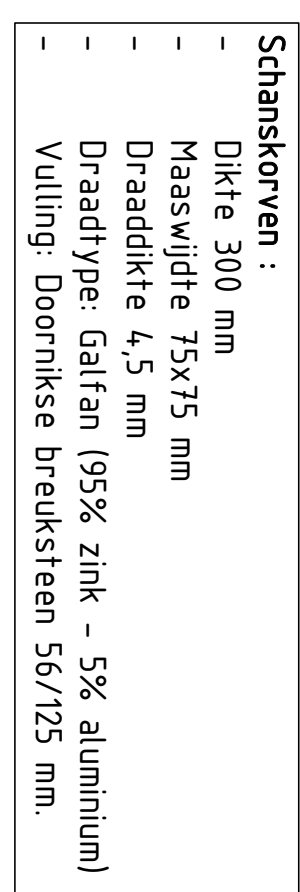 Schanskorven :
- Dikte 300 mm
- Maaswijdte 75x75 mm
- Draaddikte 4,5 mm
- Draadtype: Galfan (95% zink - 5% aluminium)
- Vulling: Doornikse breuksteen 56/125 mm.